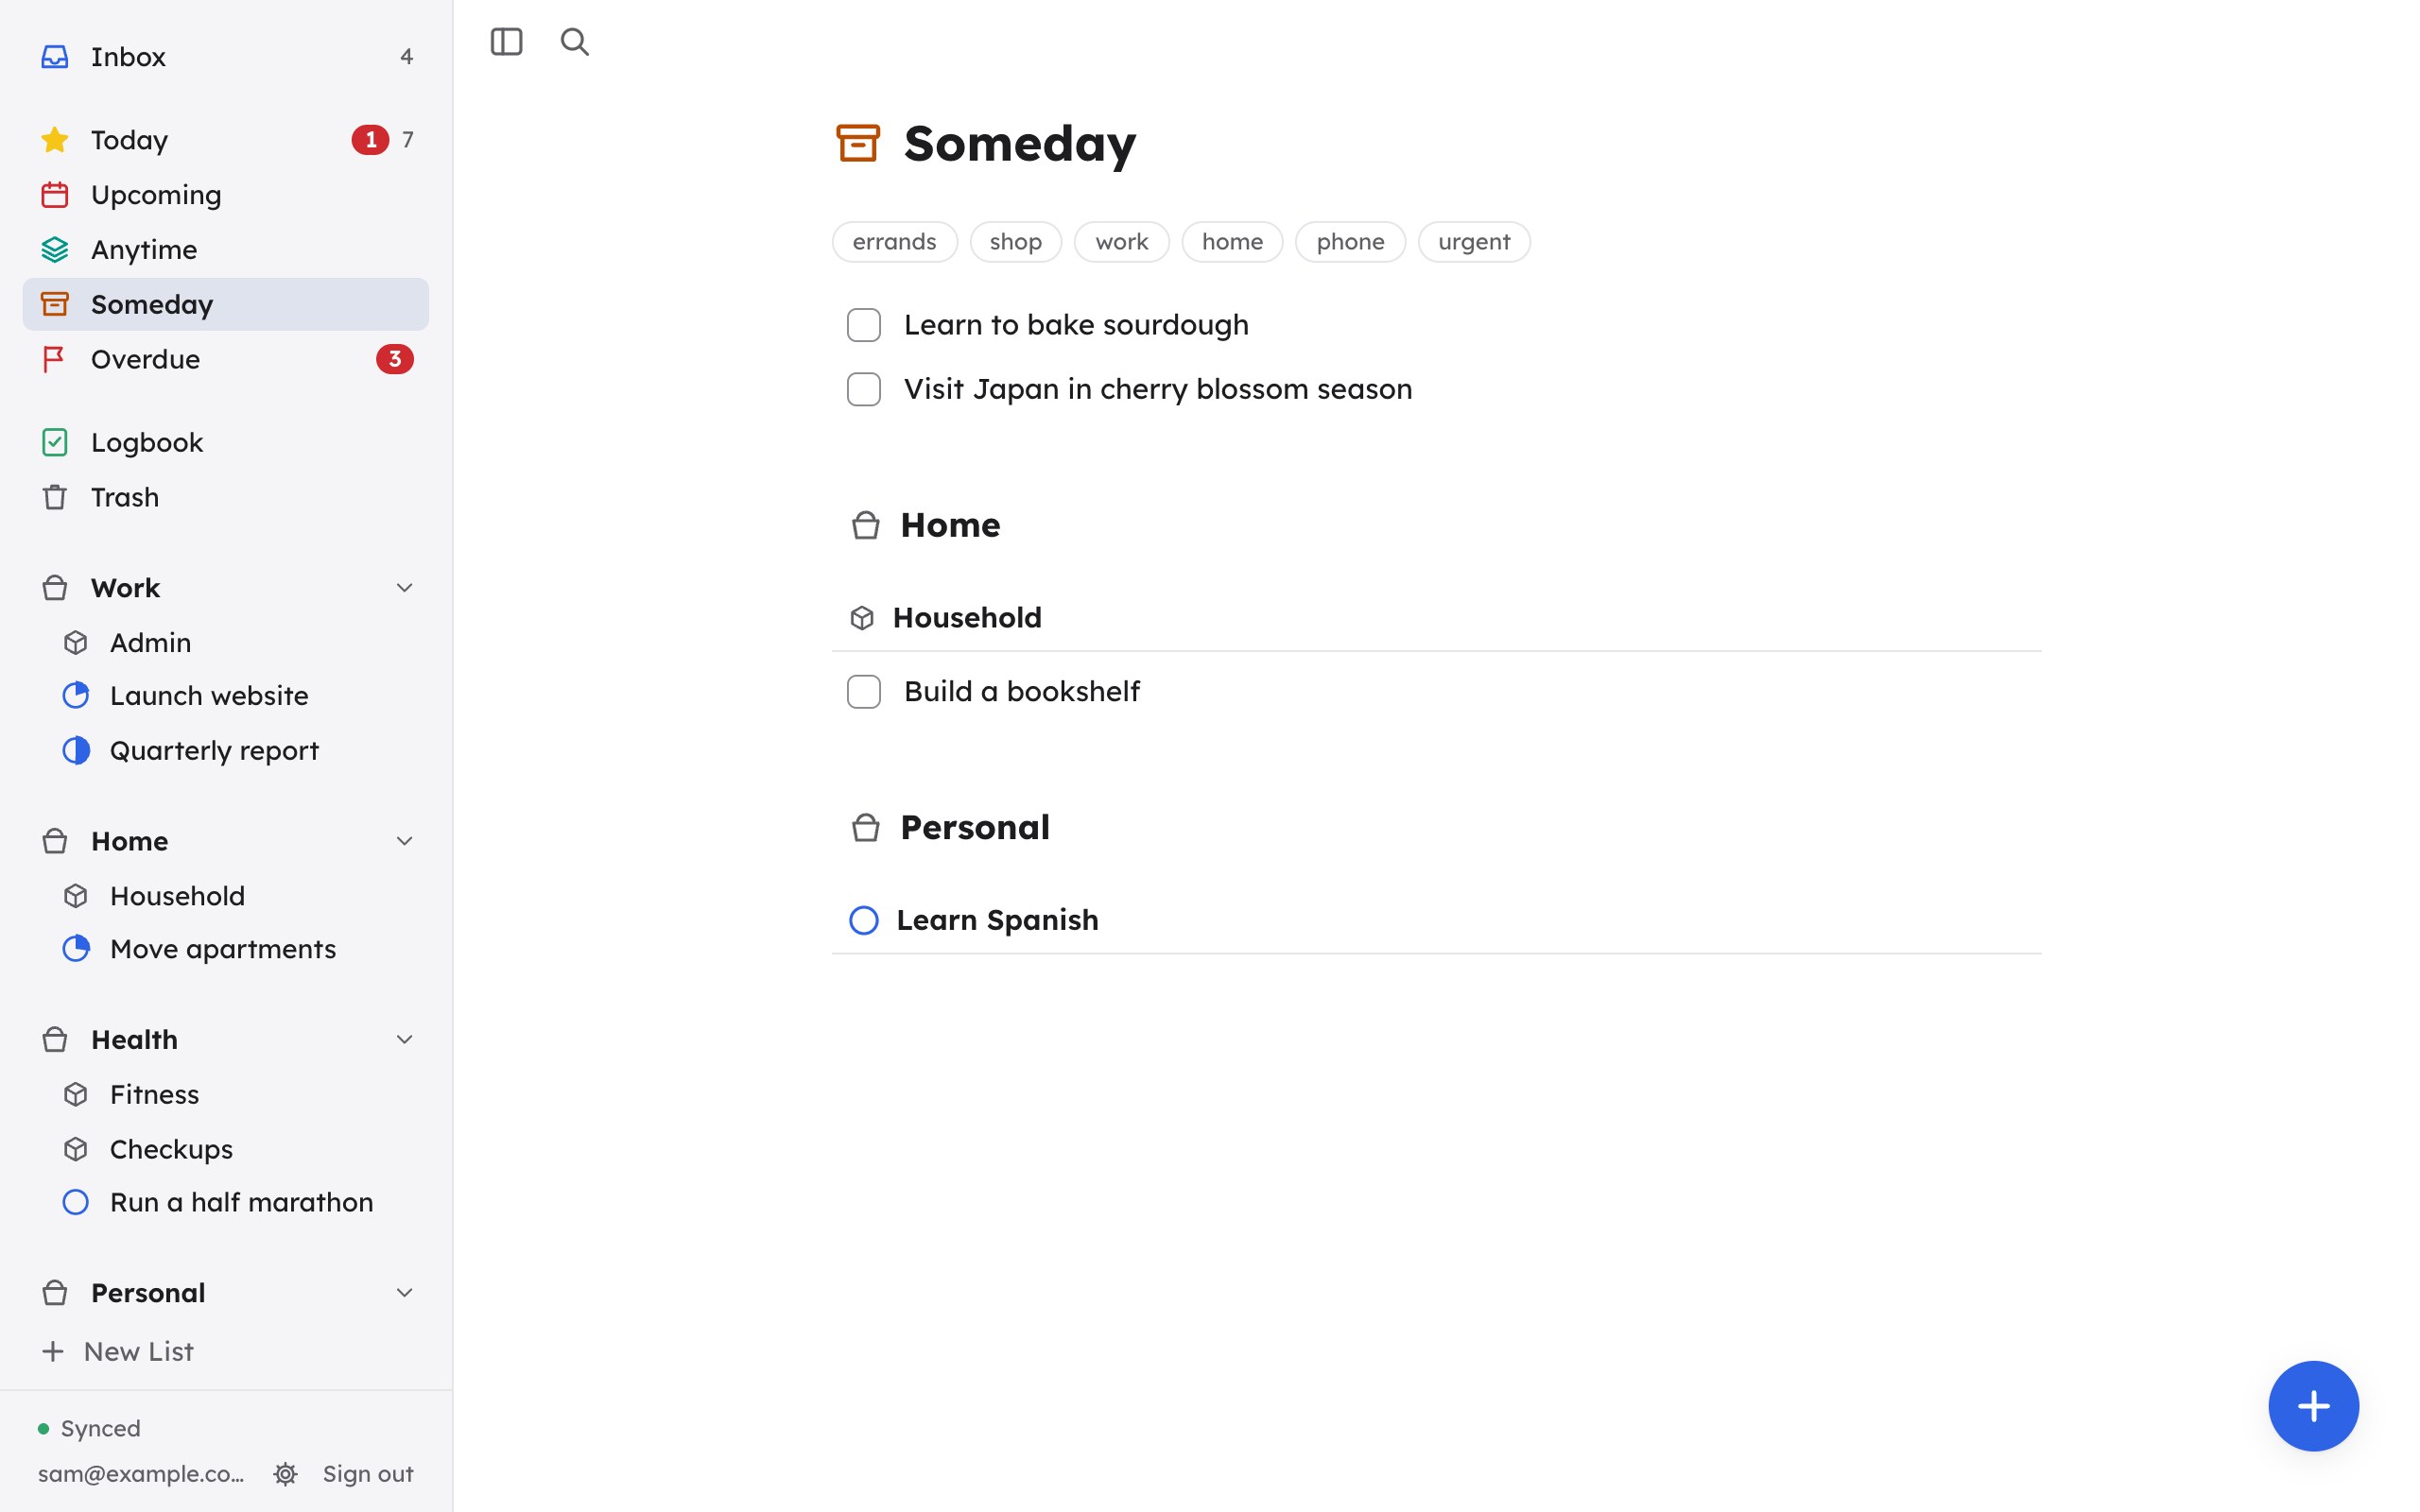 Inbox 4
Today 1 7
Upcoming
Anytime
Someday
Overdue 3
Logbook
Trash
Work
Admin
Launch website
Quarterly report
Home
Household
Move apartments
Health
Fitness
Checkups
Run a half marathon
Personal
New List
Synced
sam@example.co... Sign out
Someday
errands shop work home phone urgent
Learn to bake sourdough
Visit Japan in cherry blossom season
Home
Household
Build a bookshelf
Personal
Learn Spanish